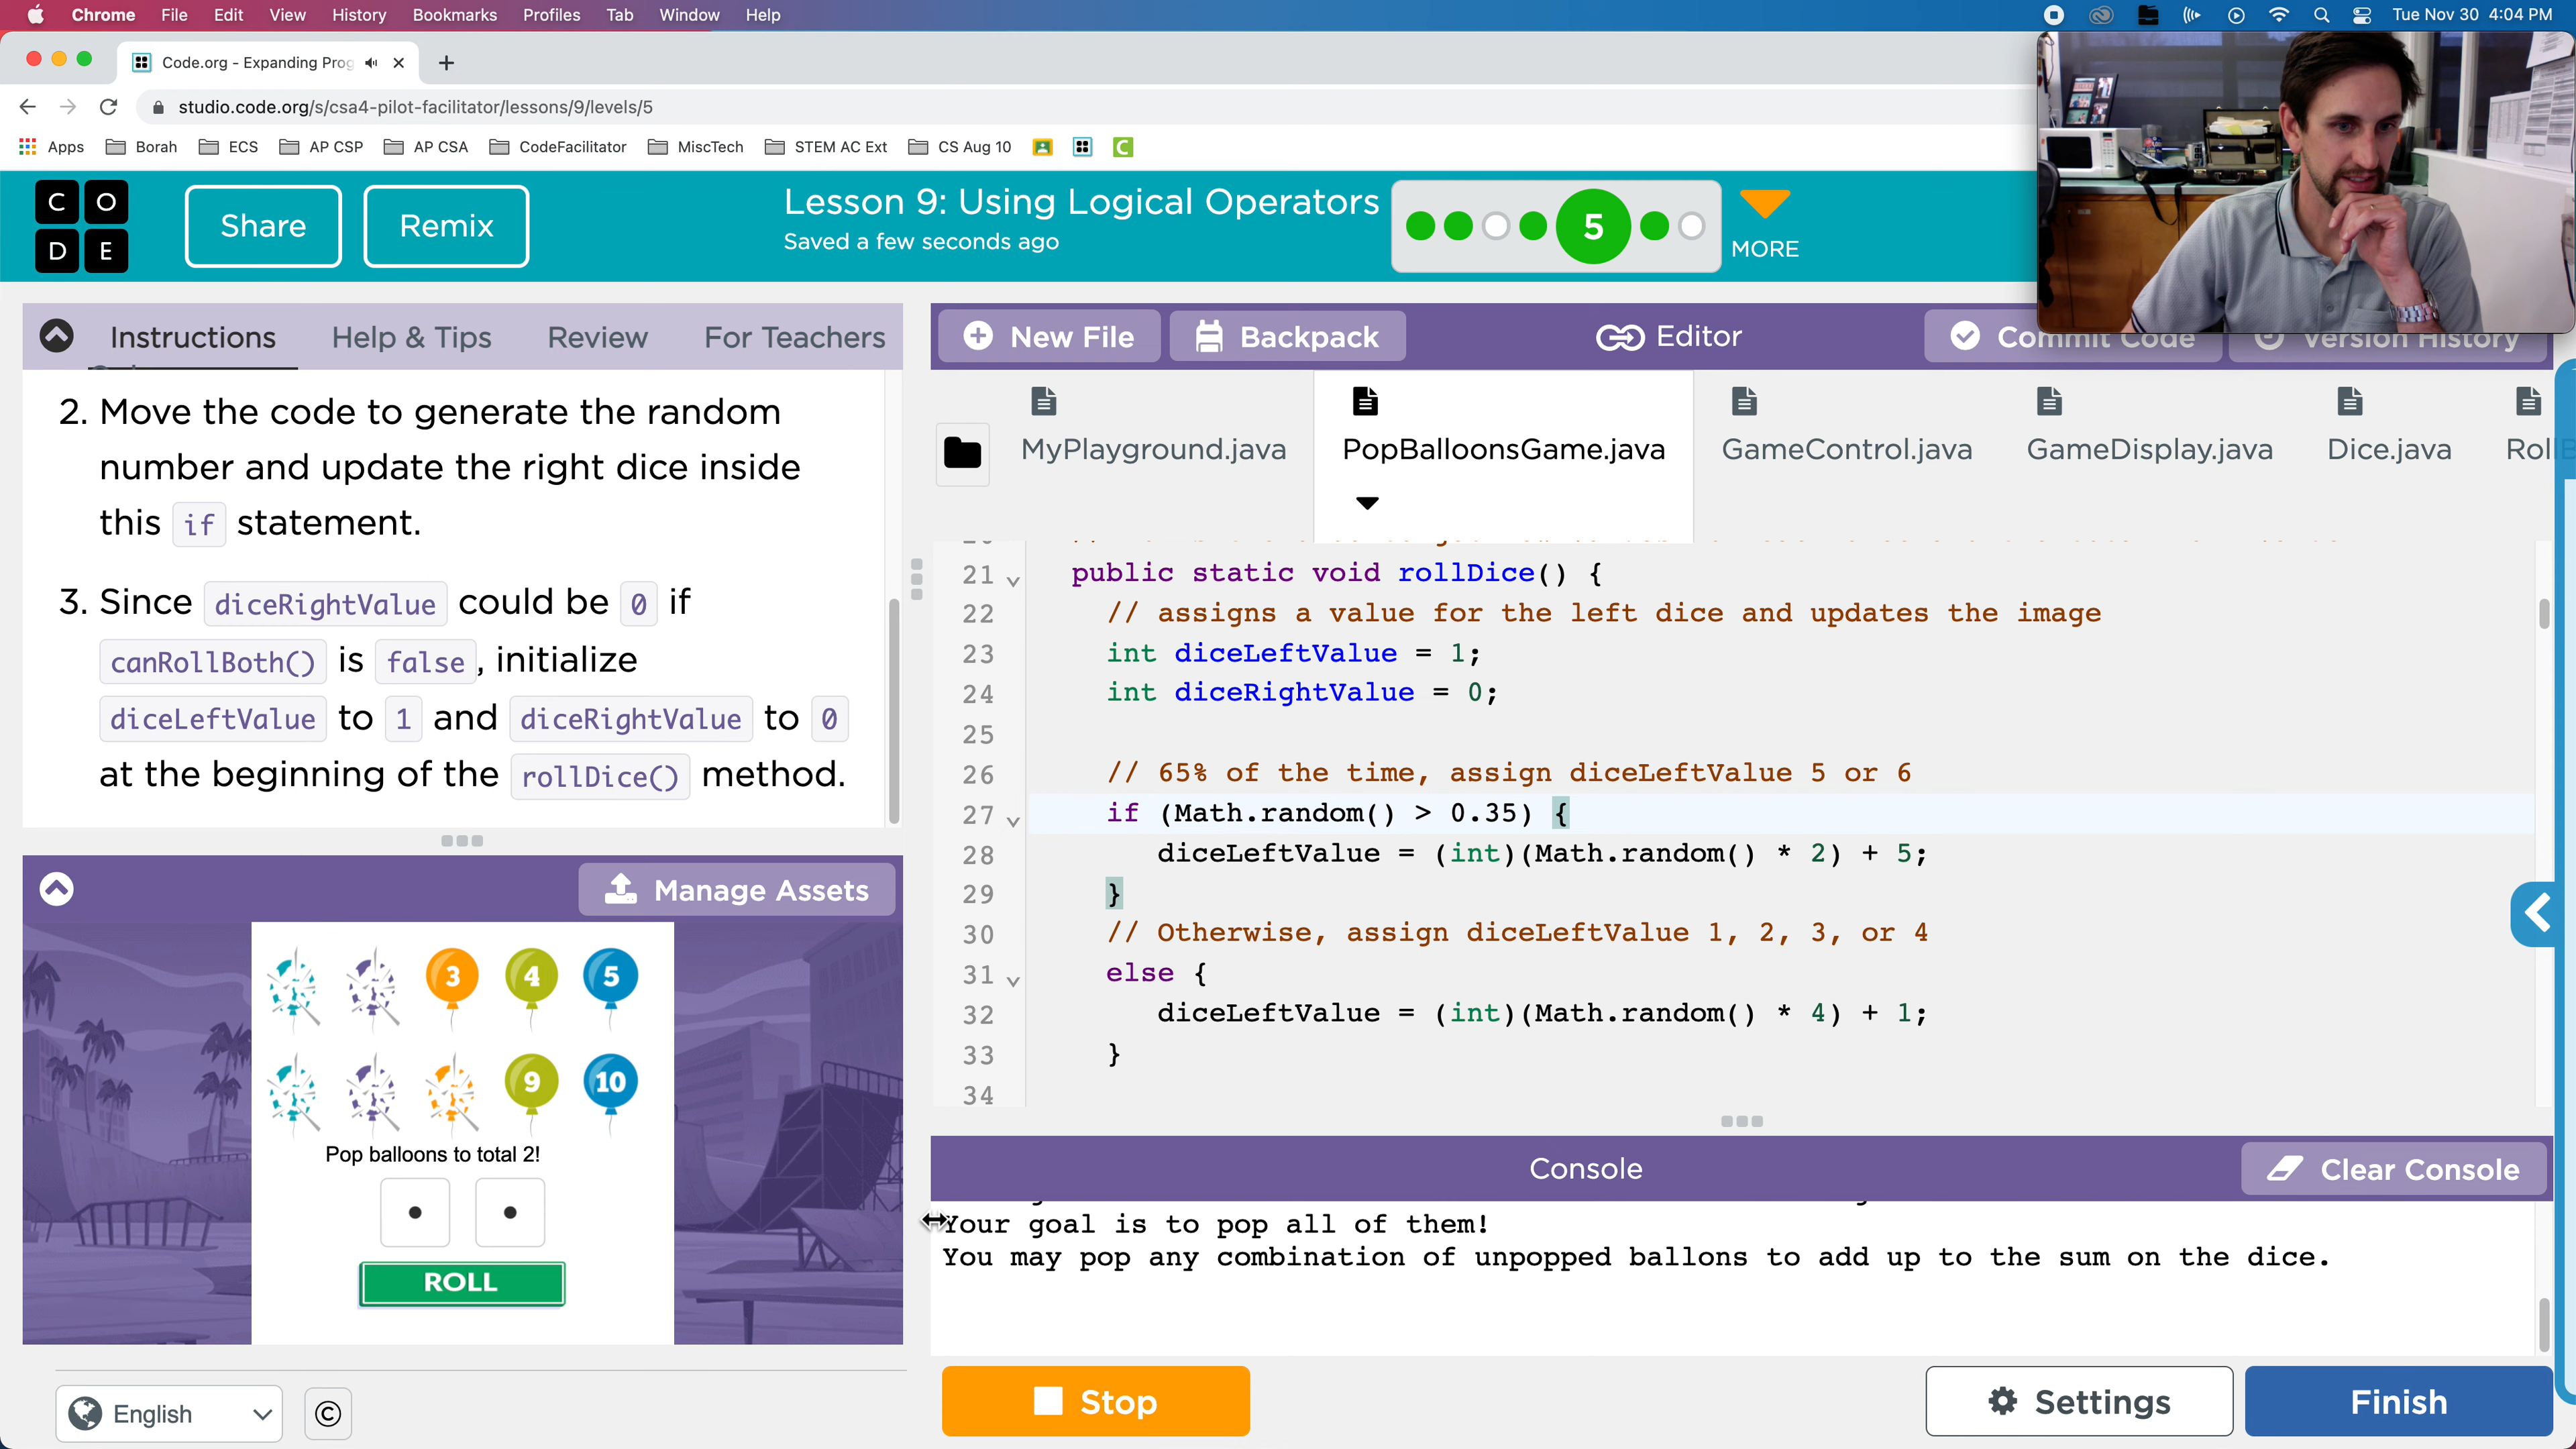 Chrome File Edit View History Bookmarks Profiles Tab Window Help Tue Nov 30 4:04 PM
Code.org - Expanding Prog
studio.code.org/s/csa4-pilot-facilitator/lessons/9/levels/5
Apps Borah ECS AP CSP AP CSA CodeFacilitator MiscTech STEM AC Ext CS Aug 10
C O D E
Share Remix
Lesson 9: Using Logical Operators
Saved a few seconds ago
5
MORE
Instructions Help & Tips Review For Teachers
2. Move the code to generate the random
number and update the right dice inside
this if statement.
3. Since diceRightValue could be 0 if
canRollBoth() is false, initialize
diceLeftValue to 1 and diceRightValue to 0
at the beginning of the rollDice() method.
Manage Assets
3 4 5
9 10
Pop balloons to total 2!
ROLL
English
©
New File Backpack Editor Commit Code Version History
MyPlayground.java PopBalloonsGame.java GameControl.java GameDisplay.java Dice.java
21 public static void rollDice() {
22 // assigns a value for the left dice and updates the image
23 int diceLeftValue = 1;
24 int diceRightValue = 0;
25
26 // 65% of the time, assign diceLeftValue 5 or 6
27 if (Math.random() > 0.35) {
28 diceLeftValue = (int)(Math.random() * 2) + 5;
29 }
30 // Otherwise, assign diceLeftValue 1, 2, 3, or 4
31 else {
32 diceLeftValue = (int)(Math.random() * 4) + 1;
33 }
34
Console
Clear Console
Your goal is to pop all of them!
You may pop any combination of unpopped ballons to add up to the sum on the dice.
Stop
Settings
Finish